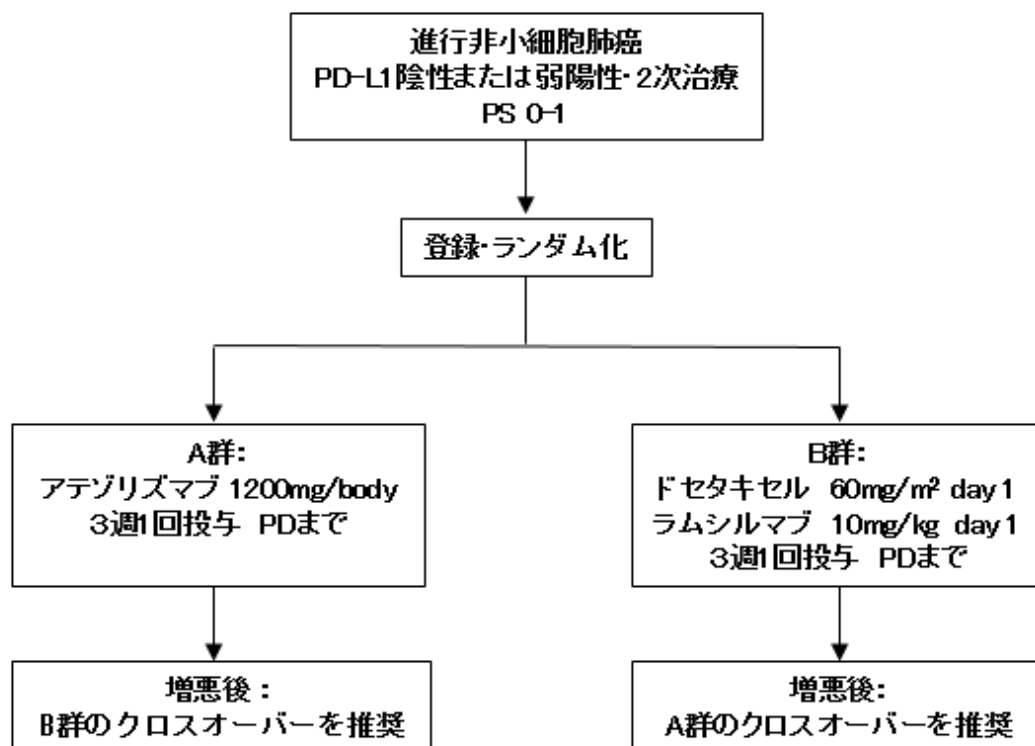 進行非小細胞肺癌
PD-L1陰性または弱陽性・2次治療
PS 0-1
登録・ランダム化
A群：
アテゾリズマブ 1200mg/body
3週1回投与 PDまで
B群：
ドセタキセル 60mg/m² day1
ラムシルマブ 10mg/kg day1
3週1回投与 PDまで
増悪後：
B群のクロスオーバーを推奨
増悪後：
A群のクロスオーバーを推奨